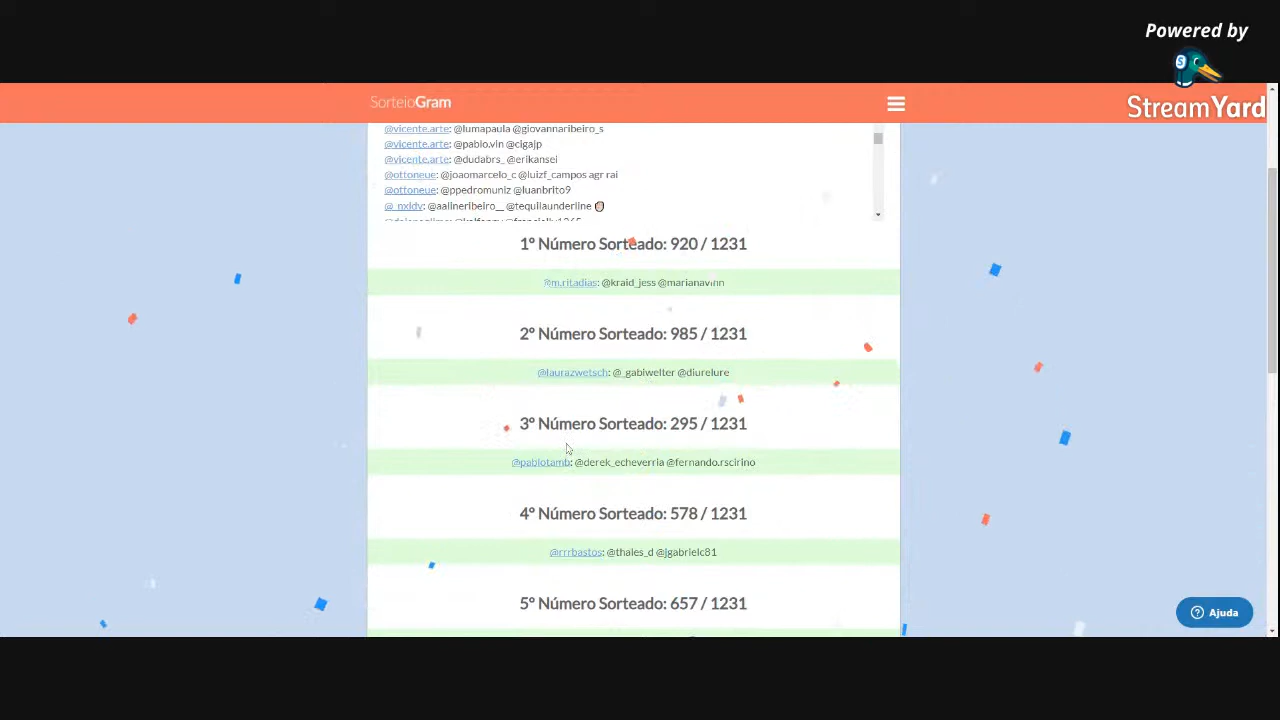 Powered by
StreamYard
SorteioGram
@vicente.arte: @lumapaula @giovannaribeiro_s
@vicente.arte: @pablo.vin @cigajp
@vicente.arte: @dudabrs_ @erikansei
@ottoneue: @joaomarcelo_c @luizf_campos agr rai
@ottoneue: @ppedromuniz @luanbrito9
@_nxldv: @aalineribeiro__ @tequilaunderline
1º Número Sorteado: 920 / 1231
@m.ritadias: @kraid_jess @marianavinn
2º Número Sorteado: 985 / 1231
@laurazwetsch: @_gabiwelter @diurelure
3º Número Sorteado: 295 / 1231
@pablotamb: @derek_echeverria @fernando.rscirino
4º Número Sorteado: 578 / 1231
@rrrbastos: @thales_d @jgabrielc81
5º Número Sorteado: 657 / 1231
Ajuda